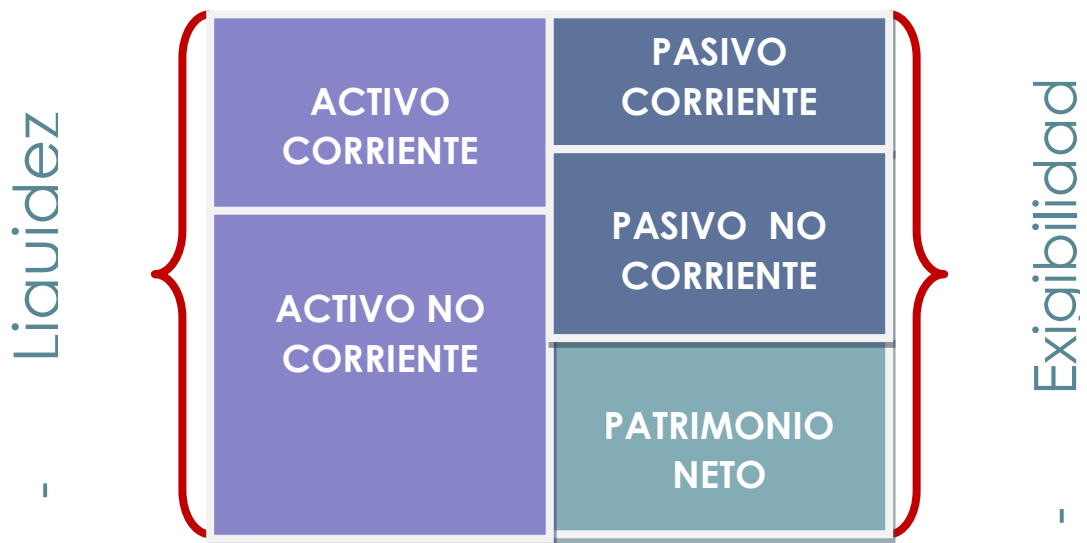 Liquidez
-
ACTIVO
CORRIENTE
ACTIVO NO
CORRIENTE
PASIVO
CORRIENTE
PASIVO NO
CORRIENTE
PATRIMONIO
NETO
Exigibilidad
-